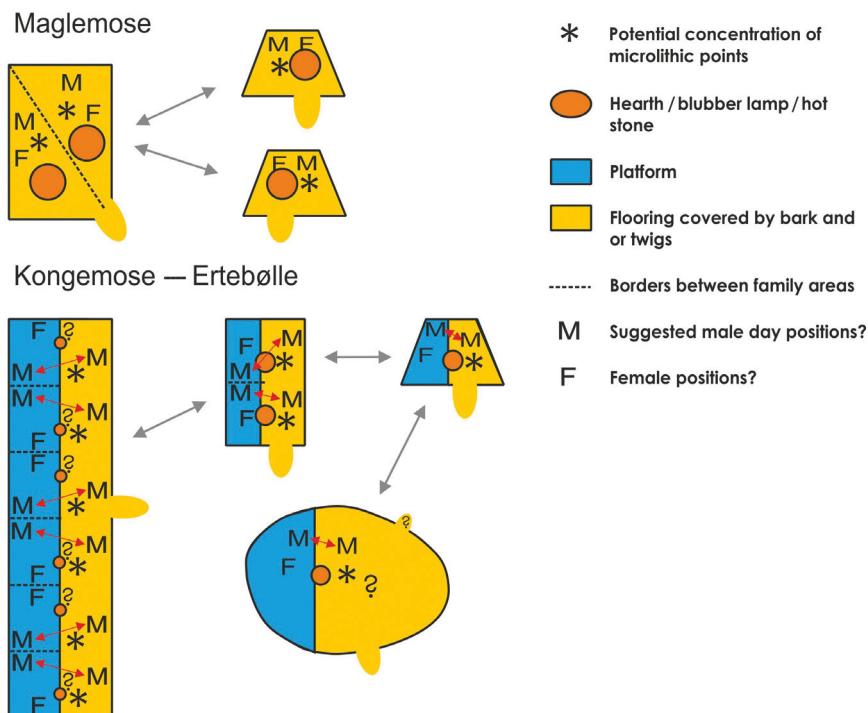 Maglemose
M F
*
M
* F
M
*
F
F M
*
Kongemose — Ertebølle
F ?
M M
*
M M
?
F *
F ?
M M
*
M M
?
F *
F ?
M M
*
M M
?
F *
F M
*
M
M M
F *
M M
F *
M M
F * ?
?
* Potential concentration of
microlithic points
Hearth / blubber lamp / hot
stone
Platform
Flooring covered by bark and
or twigs
Borders between family areas
M Suggested male day positions?
F Female positions?